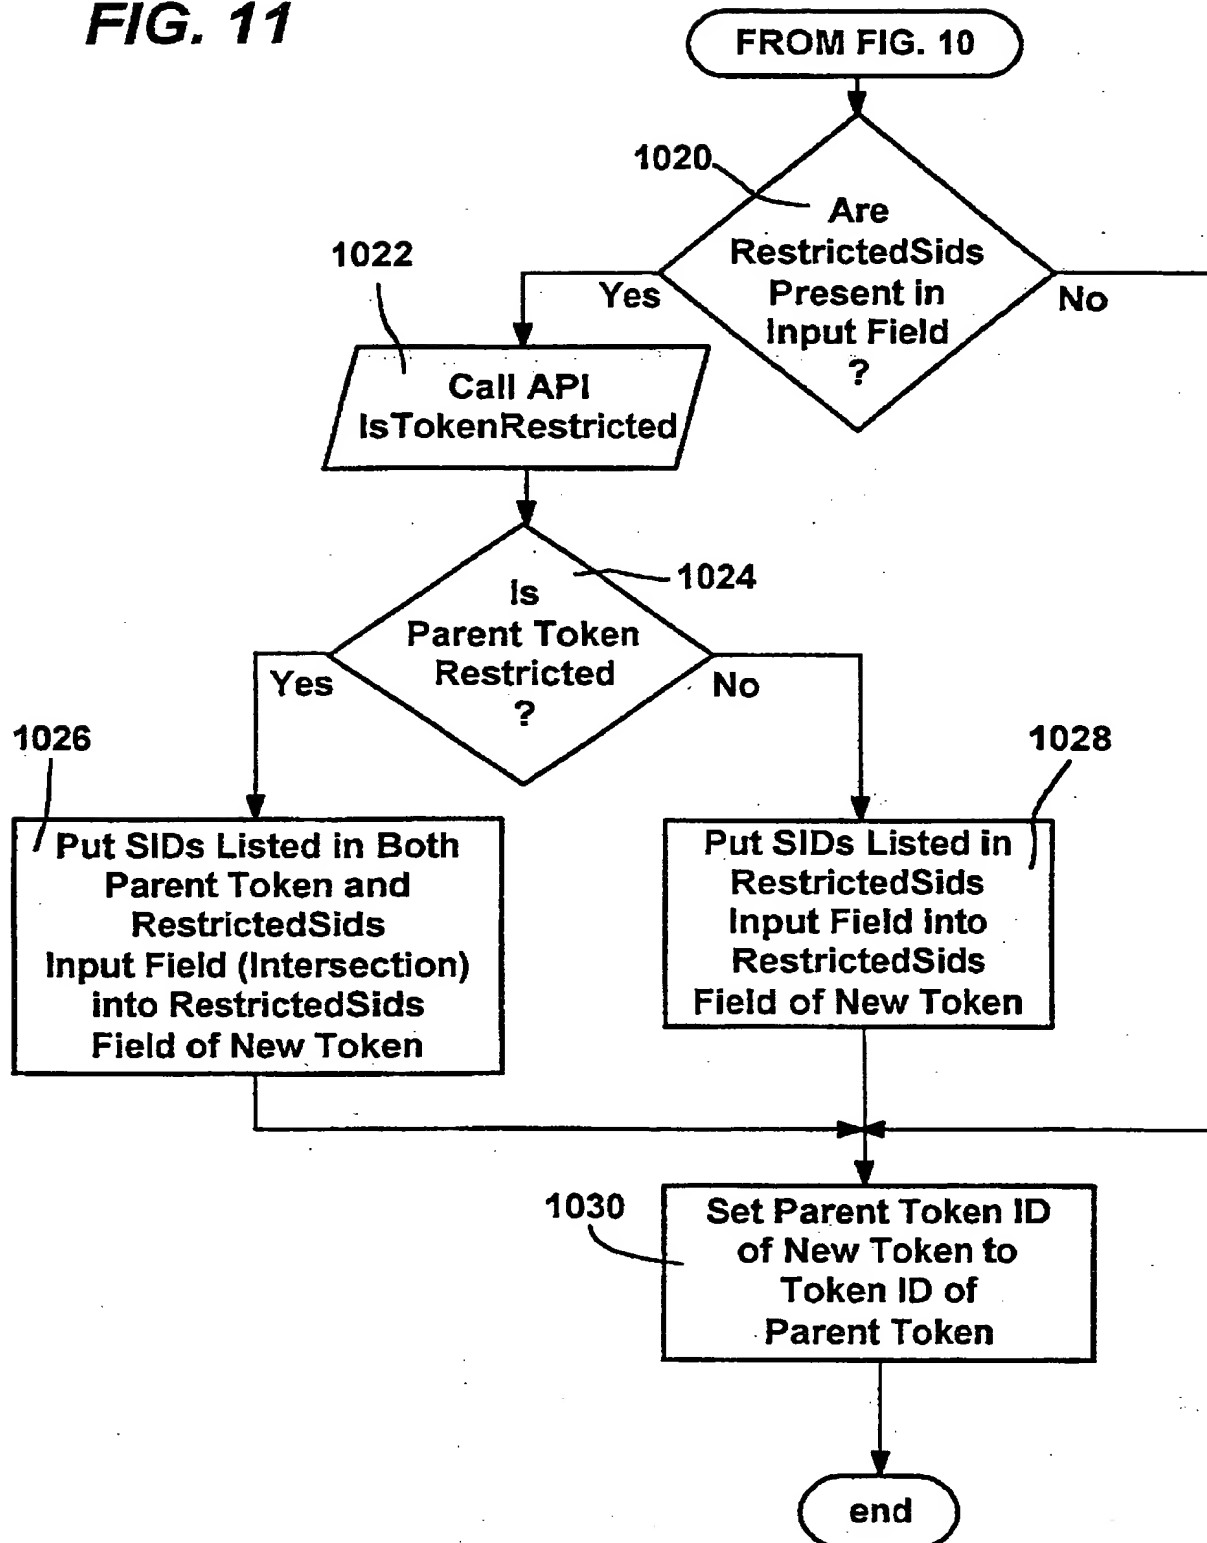 FIG. 11
FROM FIG. 10
1020
Are
RestrictedSids
Present in
Input Field
?
Yes
No
1022
Call API
IsTokenRestricted
1024
Is
Parent Token
Restricted
?
Yes
No
1026
Put SIDs Listed in Both
Parent Token and
RestrictedSids
Input Field (Intersection)
into RestrictedSids
Field of New Token
1028
Put SIDs Listed in
RestrictedSids
Input Field into
RestrictedSids
Field of New Token
1030
Set Parent Token ID
of New Token to
Token ID of
Parent Token
end